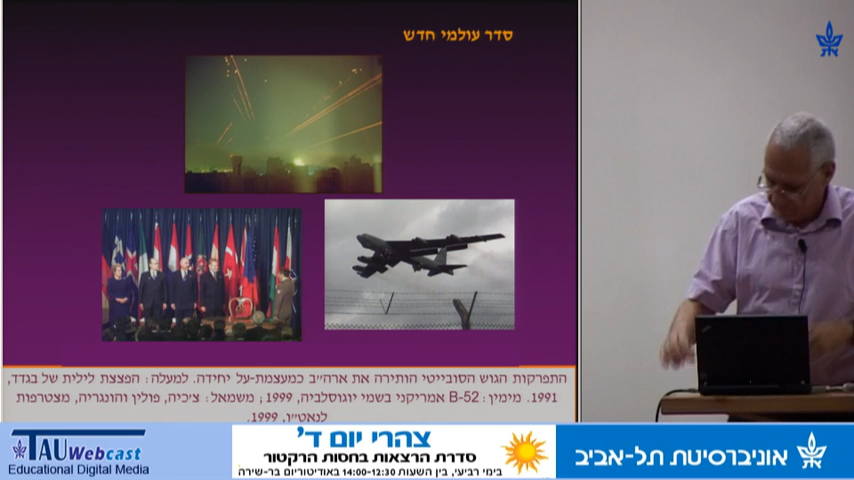 סדר עולמי חדש
התפרקות הגוש הסובייטי הותירה את ארה״ב כמעצמת-על יחידה. למעלה: הפצצת לילית של בגדד,
1991. מימין: B-52 אמריקני בשמי יוגוסלביה, 1999; משמאל: צ׳כיה, פולין והונגריה, מצטרפות
לנאט״ו, 1999.
TAU Webcast
Educational Digital Media
צהרי יום ד׳
סדרת הרצאות בחסות הרקטור
בימי רביעי, בין השעות 14:00-12:30 באודיטוריום בר-שירה
אוניברסיטת תל-אביב